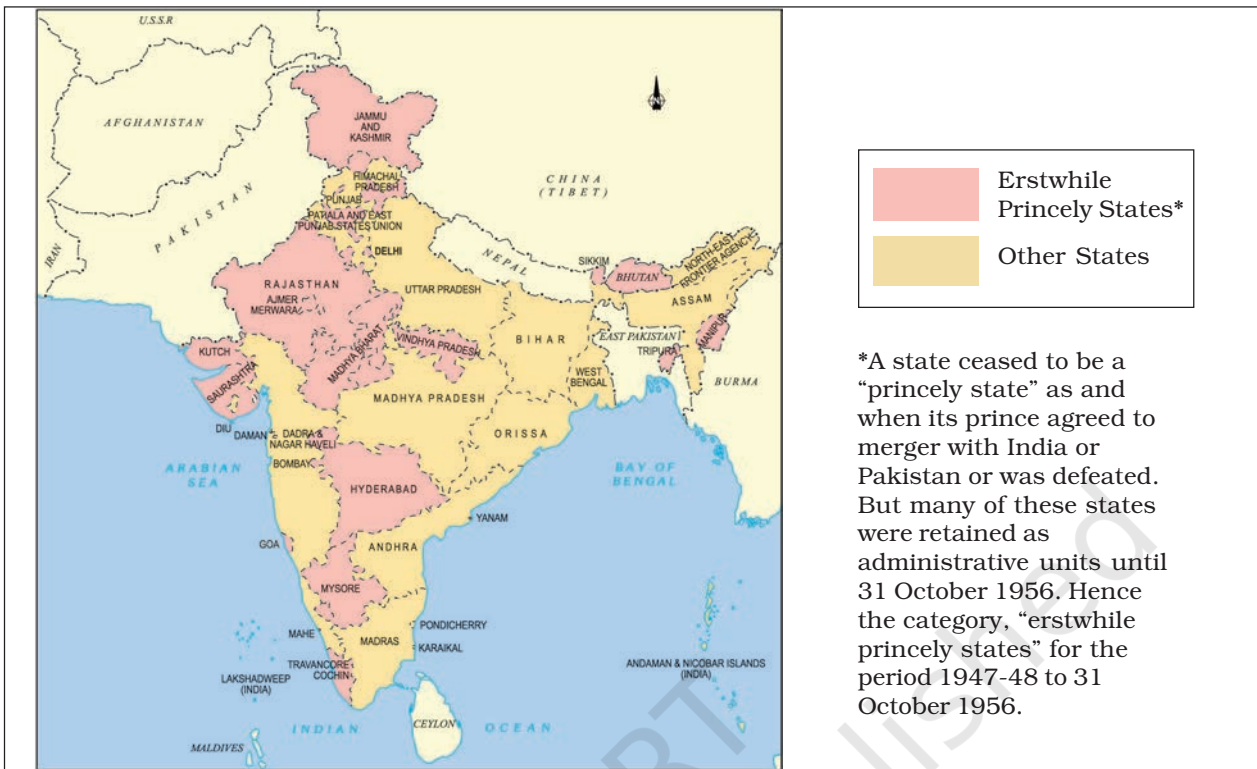 U.S.S.R
AFGHANISTAN
PAKISTAN
IRAN
JAMMU
AND
KASHMIR
CHINA
(TIBET)
N
HIMACHAL
PRADESH
PUNJAB
PATIALA AND EAST
PUNJAB STATES UNION
DELHI
NEPAL
SIKKIM
BHUTAN
NORTH-EAST
FRONTIER AGENCY
ASSAM
RAJASTHAN
AJMER
MERWARA
UTTAR PRADESH
BIHAR
EAST PAKISTAN
MANIPUR
TRIPURA
KUTCH
SAURASHTRA
MADHYA BHARAT
VINDHYA PRADESH
WEST
BENGAL
BURMA
MADHYA PRADESH
DIU
DAMAN
DADRA &
NAGAR HAVELI
ORISSA
BOMBAY
ARABIAN
SEA
BAY OF
BENGAL
HYDERABAD
YANAM
GOA
ANDHRA
MYSORE
MAHE
MADRAS
PONDICHERRY
KARAIKAL
TRAVANCORE
COCHIN
LAKSHADWEEP
(INDIA)
ANDAMAN & NICOBAR ISLANDS
(INDIA)
CEYLON
INDIAN OCEAN
MALDIVES
Erstwhile
Princely States*
Other States
*A state ceased to be a
"princely state" as and
when its prince agreed to
merger with India or
Pakistan or was defeated.
But many of these states
were retained as
administrative units until
31 October 1956. Hence
the category, "erstwhile
princely states" for the
period 1947-48 to 31
October 1956.